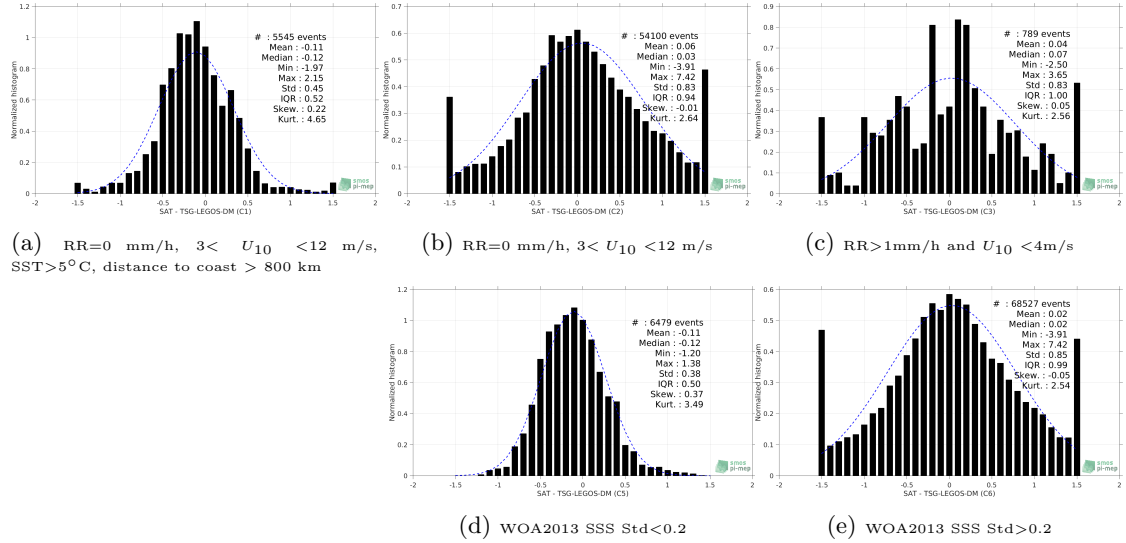 Normalized histogram
1.2
1
0.8
0.6
0.4
0.2
0
-2 -1.5 -1 -0.5 0 0.5 1 1.5 2
SAT - TSG-LEGOS-DM (C1)
# : 5545 events
Mean : -0.11
Median : -0.12
Min : -1.97
Max : 2.15
Std : 0.45
IQR : 0.52
Skew. : 0.22
Kurt. : 4.65
smos
pi-mep
Normalized histogram
0.7
0.6
0.5
0.4
0.3
0.2
0.1
0
-2 -1.5 -1 -0.5 0 0.5 1 1.5 2
SAT - TSG-LEGOS-DM (C2)
# : 54100 events
Mean : 0.06
Median : 0.03
Min : -3.91
Max : 7.42
Std : 0.83
IQR : 0.94
Skew. : -0.01
Kurt. : 2.64
smos
pi-mep
Normalized histogram
0.9
0.8
0.7
0.6
0.5
0.4
0.3
0.2
0.1
0
-2 -1.5 -1 -0.5 0 0.5 1 1.5 2
SAT - TSG-LEGOS-DM (C3)
# : 789 events
Mean : 0.04
Median : 0.07
Min : -2.50
Max : 3.65
Std : 0.83
IQR : 1.00
Skew. : 0.05
Kurt. : 2.56
smos
pi-mep
(a) RR=0 mm/h, 3< U10 <12 m/s,
SST>5°C, distance to coast > 800 km
(b) RR=0 mm/h, 3< U10 <12 m/s
(c) RR>1mm/h and U10 <4m/s
Normalized histogram
1.2
1
0.8
0.6
0.4
0.2
0
-2 -1.5 -1 -0.5 0 0.5 1 1.5 2
SAT - TSG-LEGOS-DM (C5)
# : 6479 events
Mean : -0.11
Median : -0.12
Min : -1.20
Max : 1.38
Std : 0.38
IQR : 0.50
Skew. : 0.37
Kurt. : 3.49
smos
pi-mep
Normalized histogram
0.6
0.5
0.4
0.3
0.2
0.1
0
-2 -1.5 -1 -0.5 0 0.5 1 1.5 2
SAT - TSG-LEGOS-DM (C6)
# : 68527 events
Mean : 0.02
Median : 0.02
Min : -3.91
Max : 7.42
Std : 0.85
IQR : 0.99
Skew. : -0.05
Kurt. : 2.54
smos
pi-mep
(d) WOA2013 SSS Std<0.2
(e) WOA2013 SSS Std>0.2